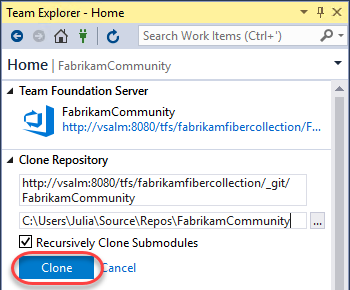 Team Explorer - Home
Search Work Items (Ctrl+')
Home | FabrikamCommunity
Team Foundation Server
FabrikamCommunity
http://vsalm:8080/tfs/fabrikamfibercollection/F...
Clone Repository
http://vsalm:8080/tfs/fabrikamfibercollection/_git/
FabrikamCommunity
C:\Users\Julia\Source\Repos\FabrikamCommunity
...
Recursively Clone Submodules
Clone Cancel